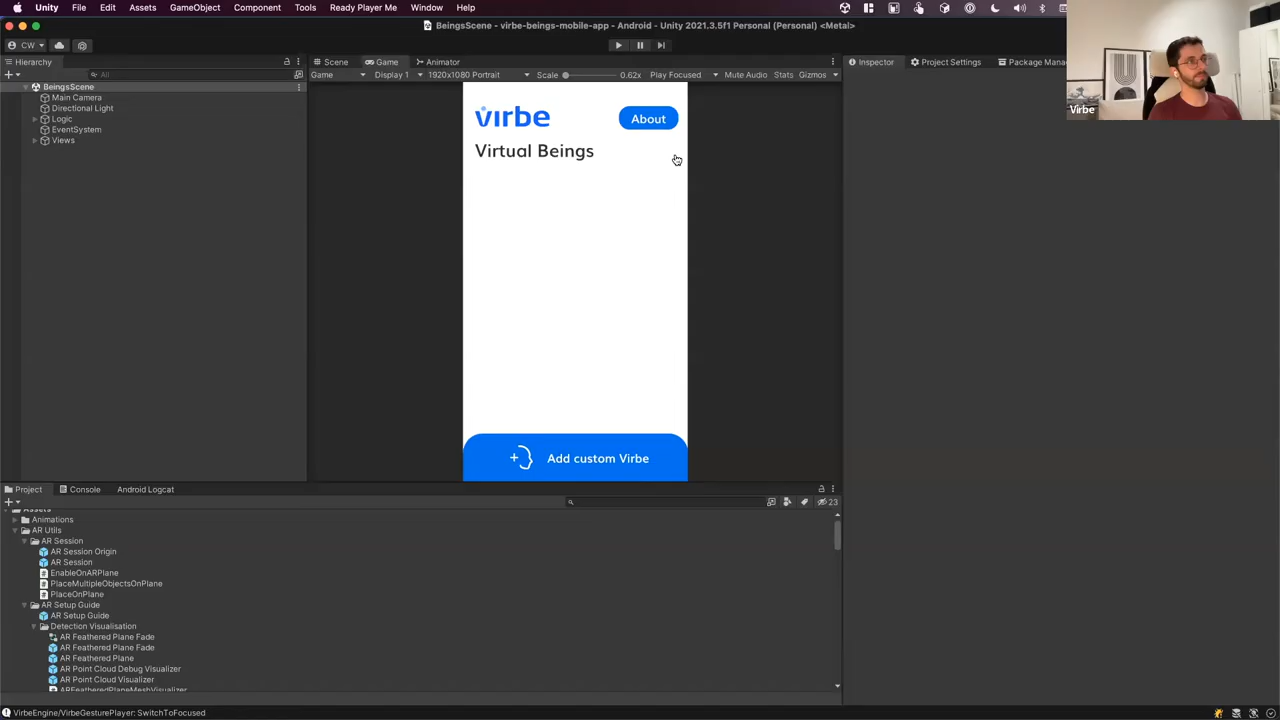 Unity File Edit Assets GameObject Component Tools Ready Player Me Window Help
BeingsScene - virbe-beings-mobile-app - Android - Unity 2021.3.5f1 Personal (Personal) <Metal>
CW
Hierarchy
Scene Game Animator
Inspector Project Settings Package Mana
All
Game Display 1 1920x1080 Portrait Scale 0.62x Play Focused Mute Audio Stats Gizmos
BeingsScene
Main Camera
Directional Light
Logic
EventSystem
Views
Virbe
virbe
About
Virtual Beings
Add custom Virbe
Project Console Android Logcat
23
Assets
Animations
AR Utils
AR Session
AR Session Origin
AR Session
EnableOnARPlane
PlaceMultipleObjectsOnPlane
PlaceOnPlane
AR Setup Guide
AR Setup Guide
Detection Visualisation
AR Feathered Plane Fade
AR Feathered Plane Fade
AR Feathered Plane
AR Point Cloud Debug Visualizer
AR Point Cloud Visualizer
ARFeatheredPlaneMeshVisualizer
VirbeEngine/VirbeGesturePlayer: SwitchToFocused